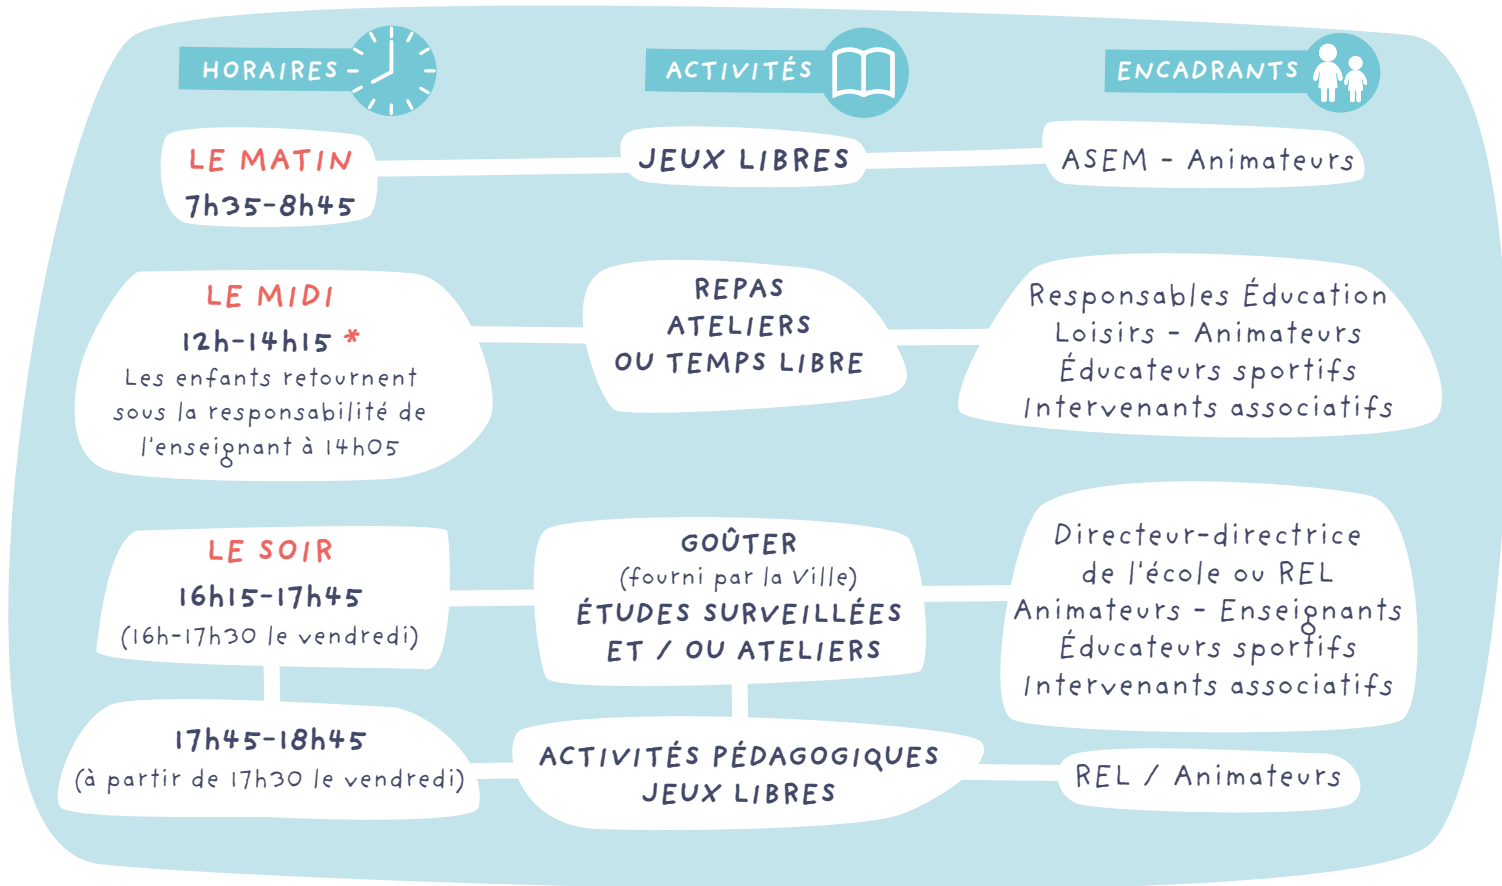 HORAIRES
ACTIVITÉS
ENCADRANTS
LE MATIN
7h35-8h45
JEUX LIBRES
ASEM - Animateurs
LE MIDI
12h-14h15 *
Les enfants retournent
sous la responsabilité de
l'enseignant à 14h05
REPAS
ATELIERS
OU TEMPS LIBRE
Responsables Éducation
Loisirs - Animateurs
Éducateurs sportifs
Intervenants associatifs
LE SOIR
16h15-17h45
(16h-17h30 le vendredi)
GOÛTER
(fourni par la Ville)
ÉTUDES SURVEILLÉES
ET / OU ATELIERS
Directeur-directrice
de l'école ou REL
Animateurs - Enseignants
Éducateurs sportifs
Intervenants associatifs
17h45-18h45
(à partir de 17h30 le vendredi)
ACTIVITÉS PÉDAGOGIQUES
JEUX LIBRES
REL / Animateurs